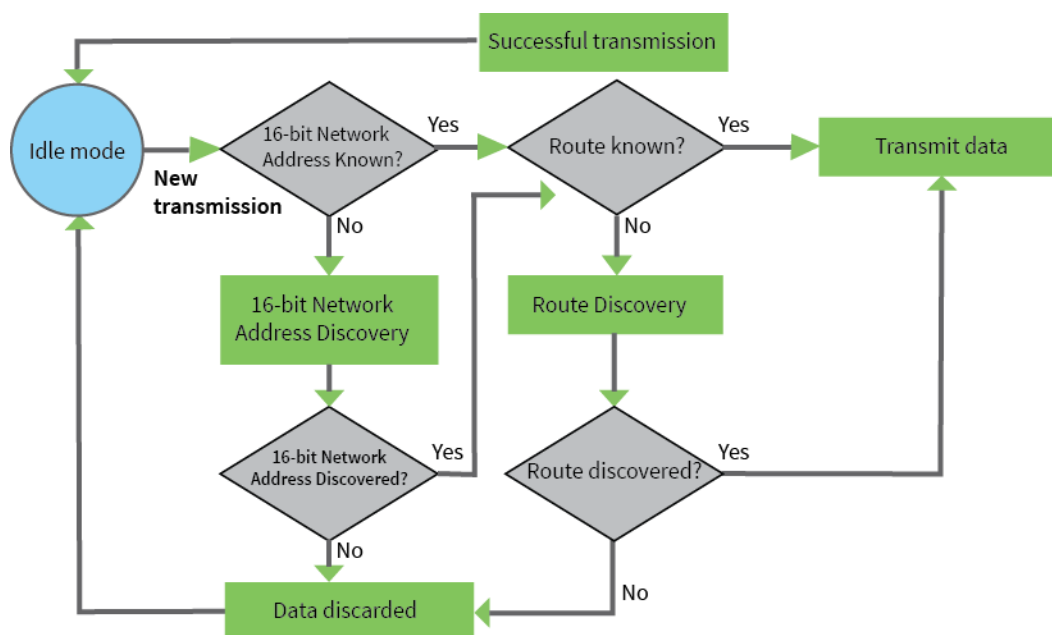 Successful transmission
Idle mode
New
transmission
16-bit Network
Address Known?
Yes
Route known?
Yes
Transmit data
No
No
16-bit Network
Address Discovery
Route Discovery
16-bit Network
Address Discovered?
Yes
Route discovered?
Yes
No
No
Data discarded